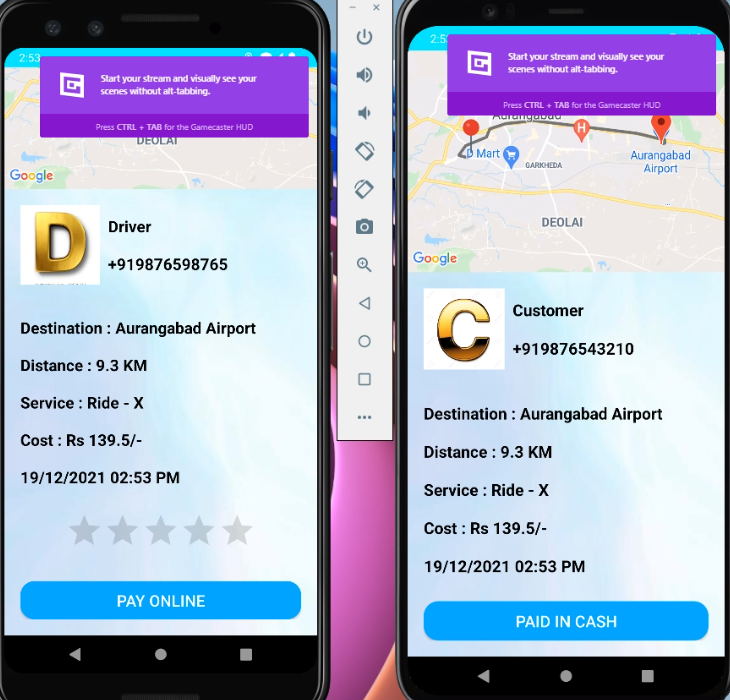 2:53
Start your stream and visually see your
scenes without alt-tabbing.
Press CTRL + TAB for the Gamecaster HUD
DEOLAI
Google
D
Driver
+919876598765
Destination : Aurangabad Airport
Distance : 9.3 KM
Service : Ride - X
Cost : Rs 139.5/-
19/12/2021 02:53 PM
PAY ONLINE
2:5
Start your stream and visually see your
scenes without alt-tabbing.
Press CTRL + TAB for the Gamecaster HUD
Aurangabad
H
D Mart
GARKHEDA
Aurangabad
Airport
DEOLAI
Google
C
Customer
+919876543210
Destination : Aurangabad Airport
Distance : 9.3 KM
Service : Ride - X
Cost : Rs 139.5/-
19/12/2021 02:53 PM
PAID IN CASH